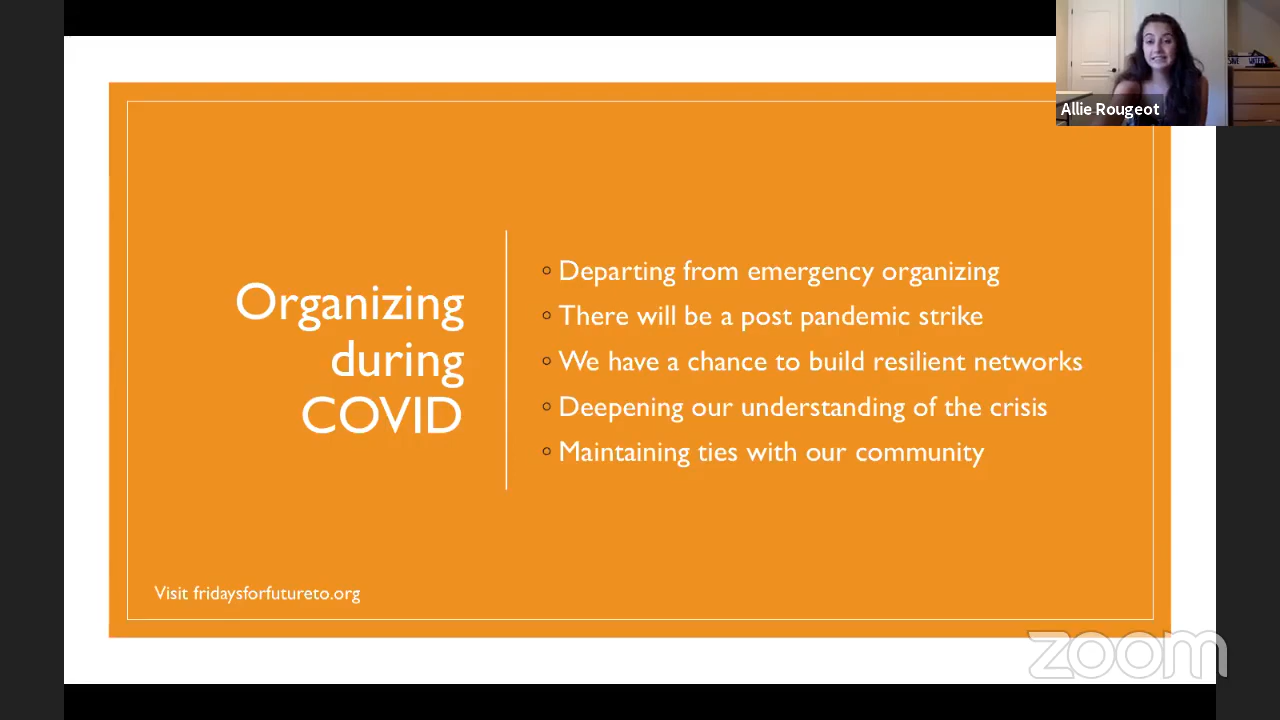 Allie Rougeot
Organizing
during
COVID
Departing from emergency organizing
There will be a post pandemic strike
We have a chance to build resilient networks
Deepening our understanding of the crisis
Maintaining ties with our community
Visit fridaysforfutureto.org
zoom